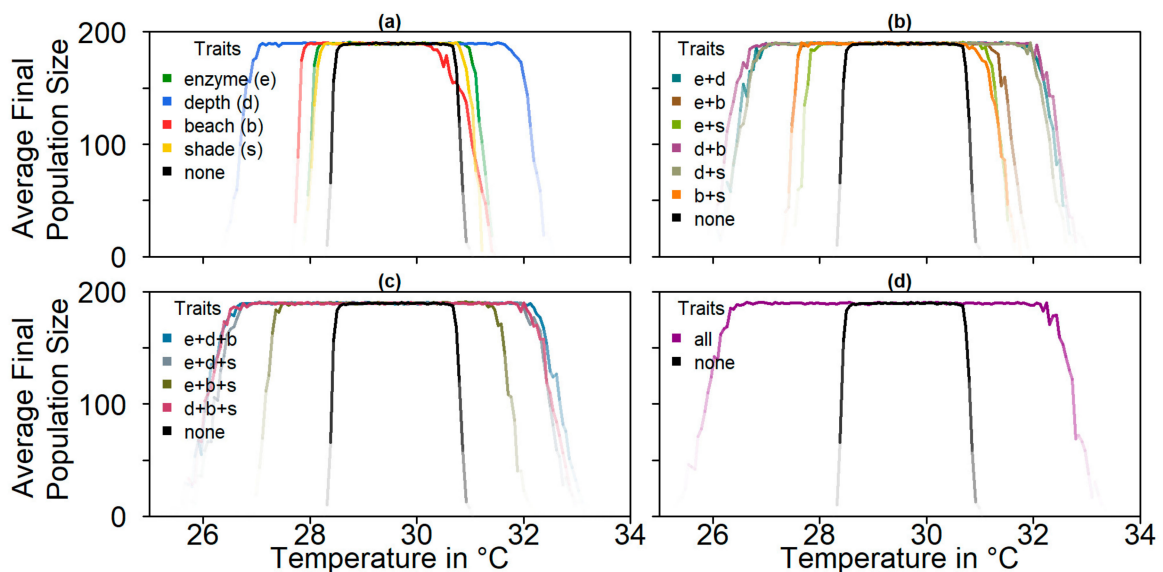 (a)
(b)
Average Final
Population Size
200
100
0
Traits
enzyme (e)
depth (d)
beach (b)
shade (s)
none
Traits
e+d
e+b
e+s
d+b
d+s
b+s
none
(c)
(d)
Average Final
Population Size
200
100
0
Traits
e+d+b
e+d+s
e+b+s
d+b+s
none
Traits
all
none
26 28 30 32 34
26 28 30 32 34
Temperature in °C
Temperature in °C